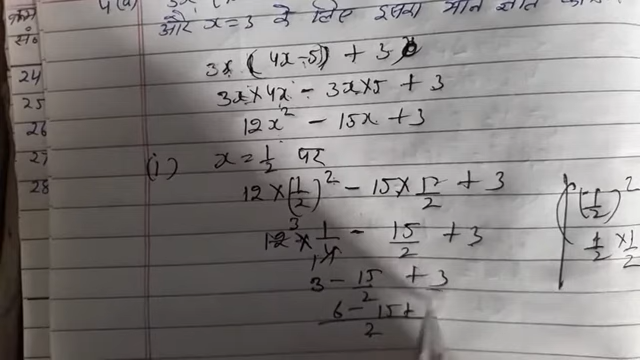 4(a) 3x
और x=3 के लिए इसका मान ज्ञात
क्रम
सं.
24
25
26
27
28
3x (4x-5) + 3
3x×4x - 3x×5 + 3
12x² - 15x + 3
(i) x = 1/2 पर
12×(1/2)² - 15×1/2 + 3
12×1/4 - 15/2 + 3
3 - 15/2 + 3
6 - 15+ / 2
(1/2)²
1/2 × 1/2